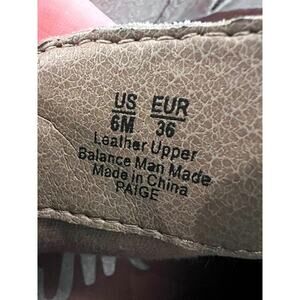 US EUR
6M 36
Leather Upper
Balance Man Made
Made in China
PAIGE